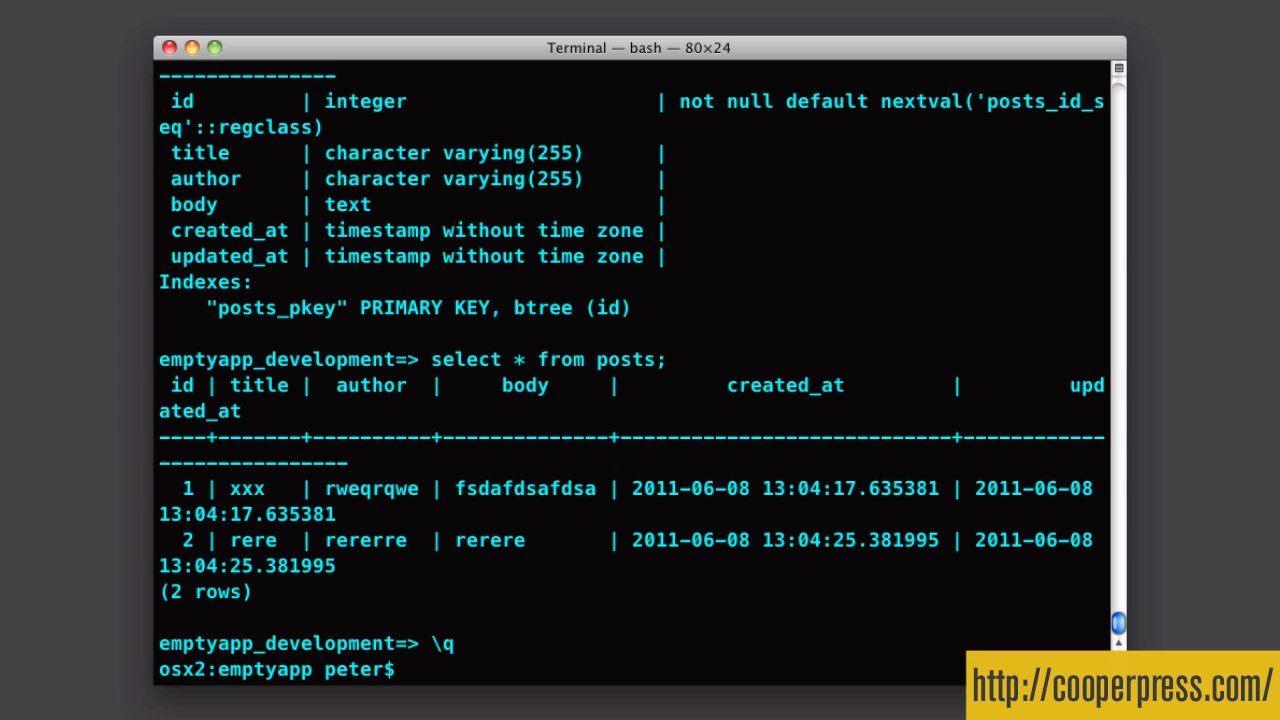 Terminal — bash — 80×24
---------------
 id         | integer                     | not null default nextval('posts_id_s
eq'::regclass)
 title      | character varying(255)      |
 author     | character varying(255)      |
 body       | text                        |
 created_at | timestamp without time zone |
 updated_at | timestamp without time zone |
Indexes:
    "posts_pkey" PRIMARY KEY, btree (id)
emptyapp_development=> select * from posts;
 id | title |  author  |     body     |         created_at         |         upd
ated_at
----+-------+----------+--------------+----------------------------+------------
----------------
  1 | xxx   | rweqrqwe | fsdafdsafdsa | 2011-06-08 13:04:17.635381 | 2011-06-08
13:04:17.635381
  2 | rere  | rererre  | rerere       | 2011-06-08 13:04:25.381995 | 2011-06-08
13:04:25.381995
(2 rows)
emptyapp_development=> \q
osx2:emptyapp peter$
http://cooperpress.com/